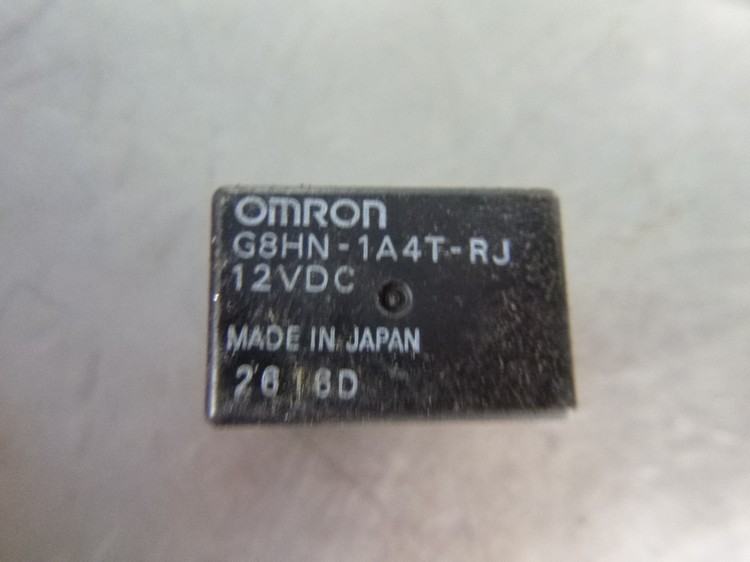 OMRON
G8HN-1A4T-RJ
12VDC
MADE IN JAPAN
26 6D